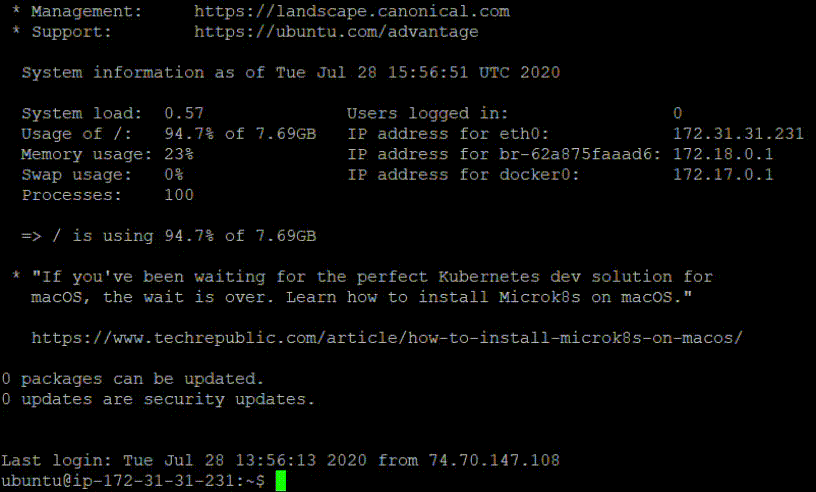 * Management:     https://landscape.canonical.com
* Support:        https://ubuntu.com/advantage
System information as of Tue Jul 28 15:56:51 UTC 2020
System load:  0.57              Users logged in:                0
Usage of /:   94.7% of 7.69GB   IP address for eth0:            172.31.31.231
Memory usage: 23%               IP address for br-62a875faaad6: 172.18.0.1
Swap usage:   0%                IP address for docker0:         172.17.0.1
Processes:    100
=> / is using 94.7% of 7.69GB
* "If you've been waiting for the perfect Kubernetes dev solution for
macOS, the wait is over. Learn how to install Microk8s on macOS."
https://www.techrepublic.com/article/how-to-install-microk8s-on-macos/
0 packages can be updated.
0 updates are security updates.
Last login: Tue Jul 28 13:56:13 2020 from 74.70.147.108
ubuntu@ip-172-31-31-231:~$